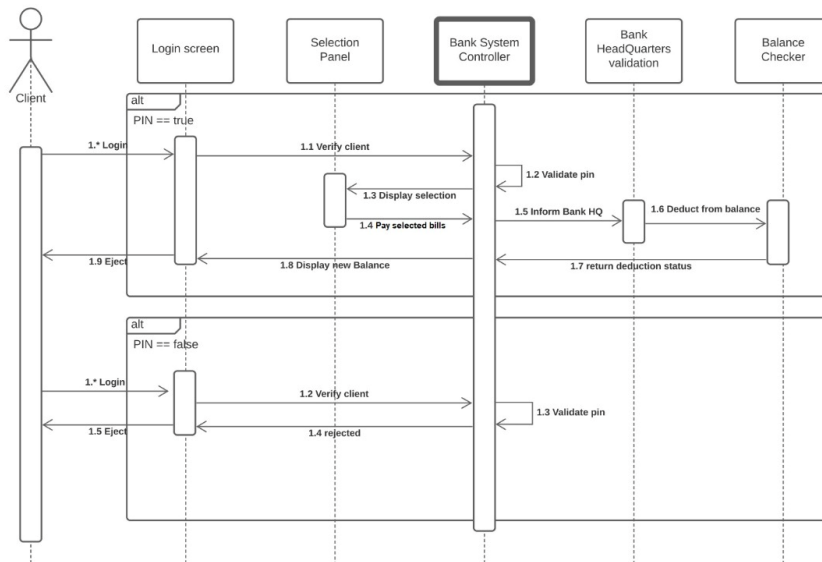 Client
Login screen
Selection
Panel
Bank System
Controller
Bank
HeadQuarters
validation
Balance
Checker
alt
PIN == true
1.* Login
1.1 Verify client
1.2 Validate pin
1.3 Display selection
1.4 Pay selected bills
1.5 Inform Bank HQ
1.6 Deduct from balance
1.7 return deduction status
1.8 Display new Balance
1.9 Eject
alt
PIN == false
1.* Login
1.2 Verify client
1.3 Validate pin
1.4 rejected
1.5 Eject